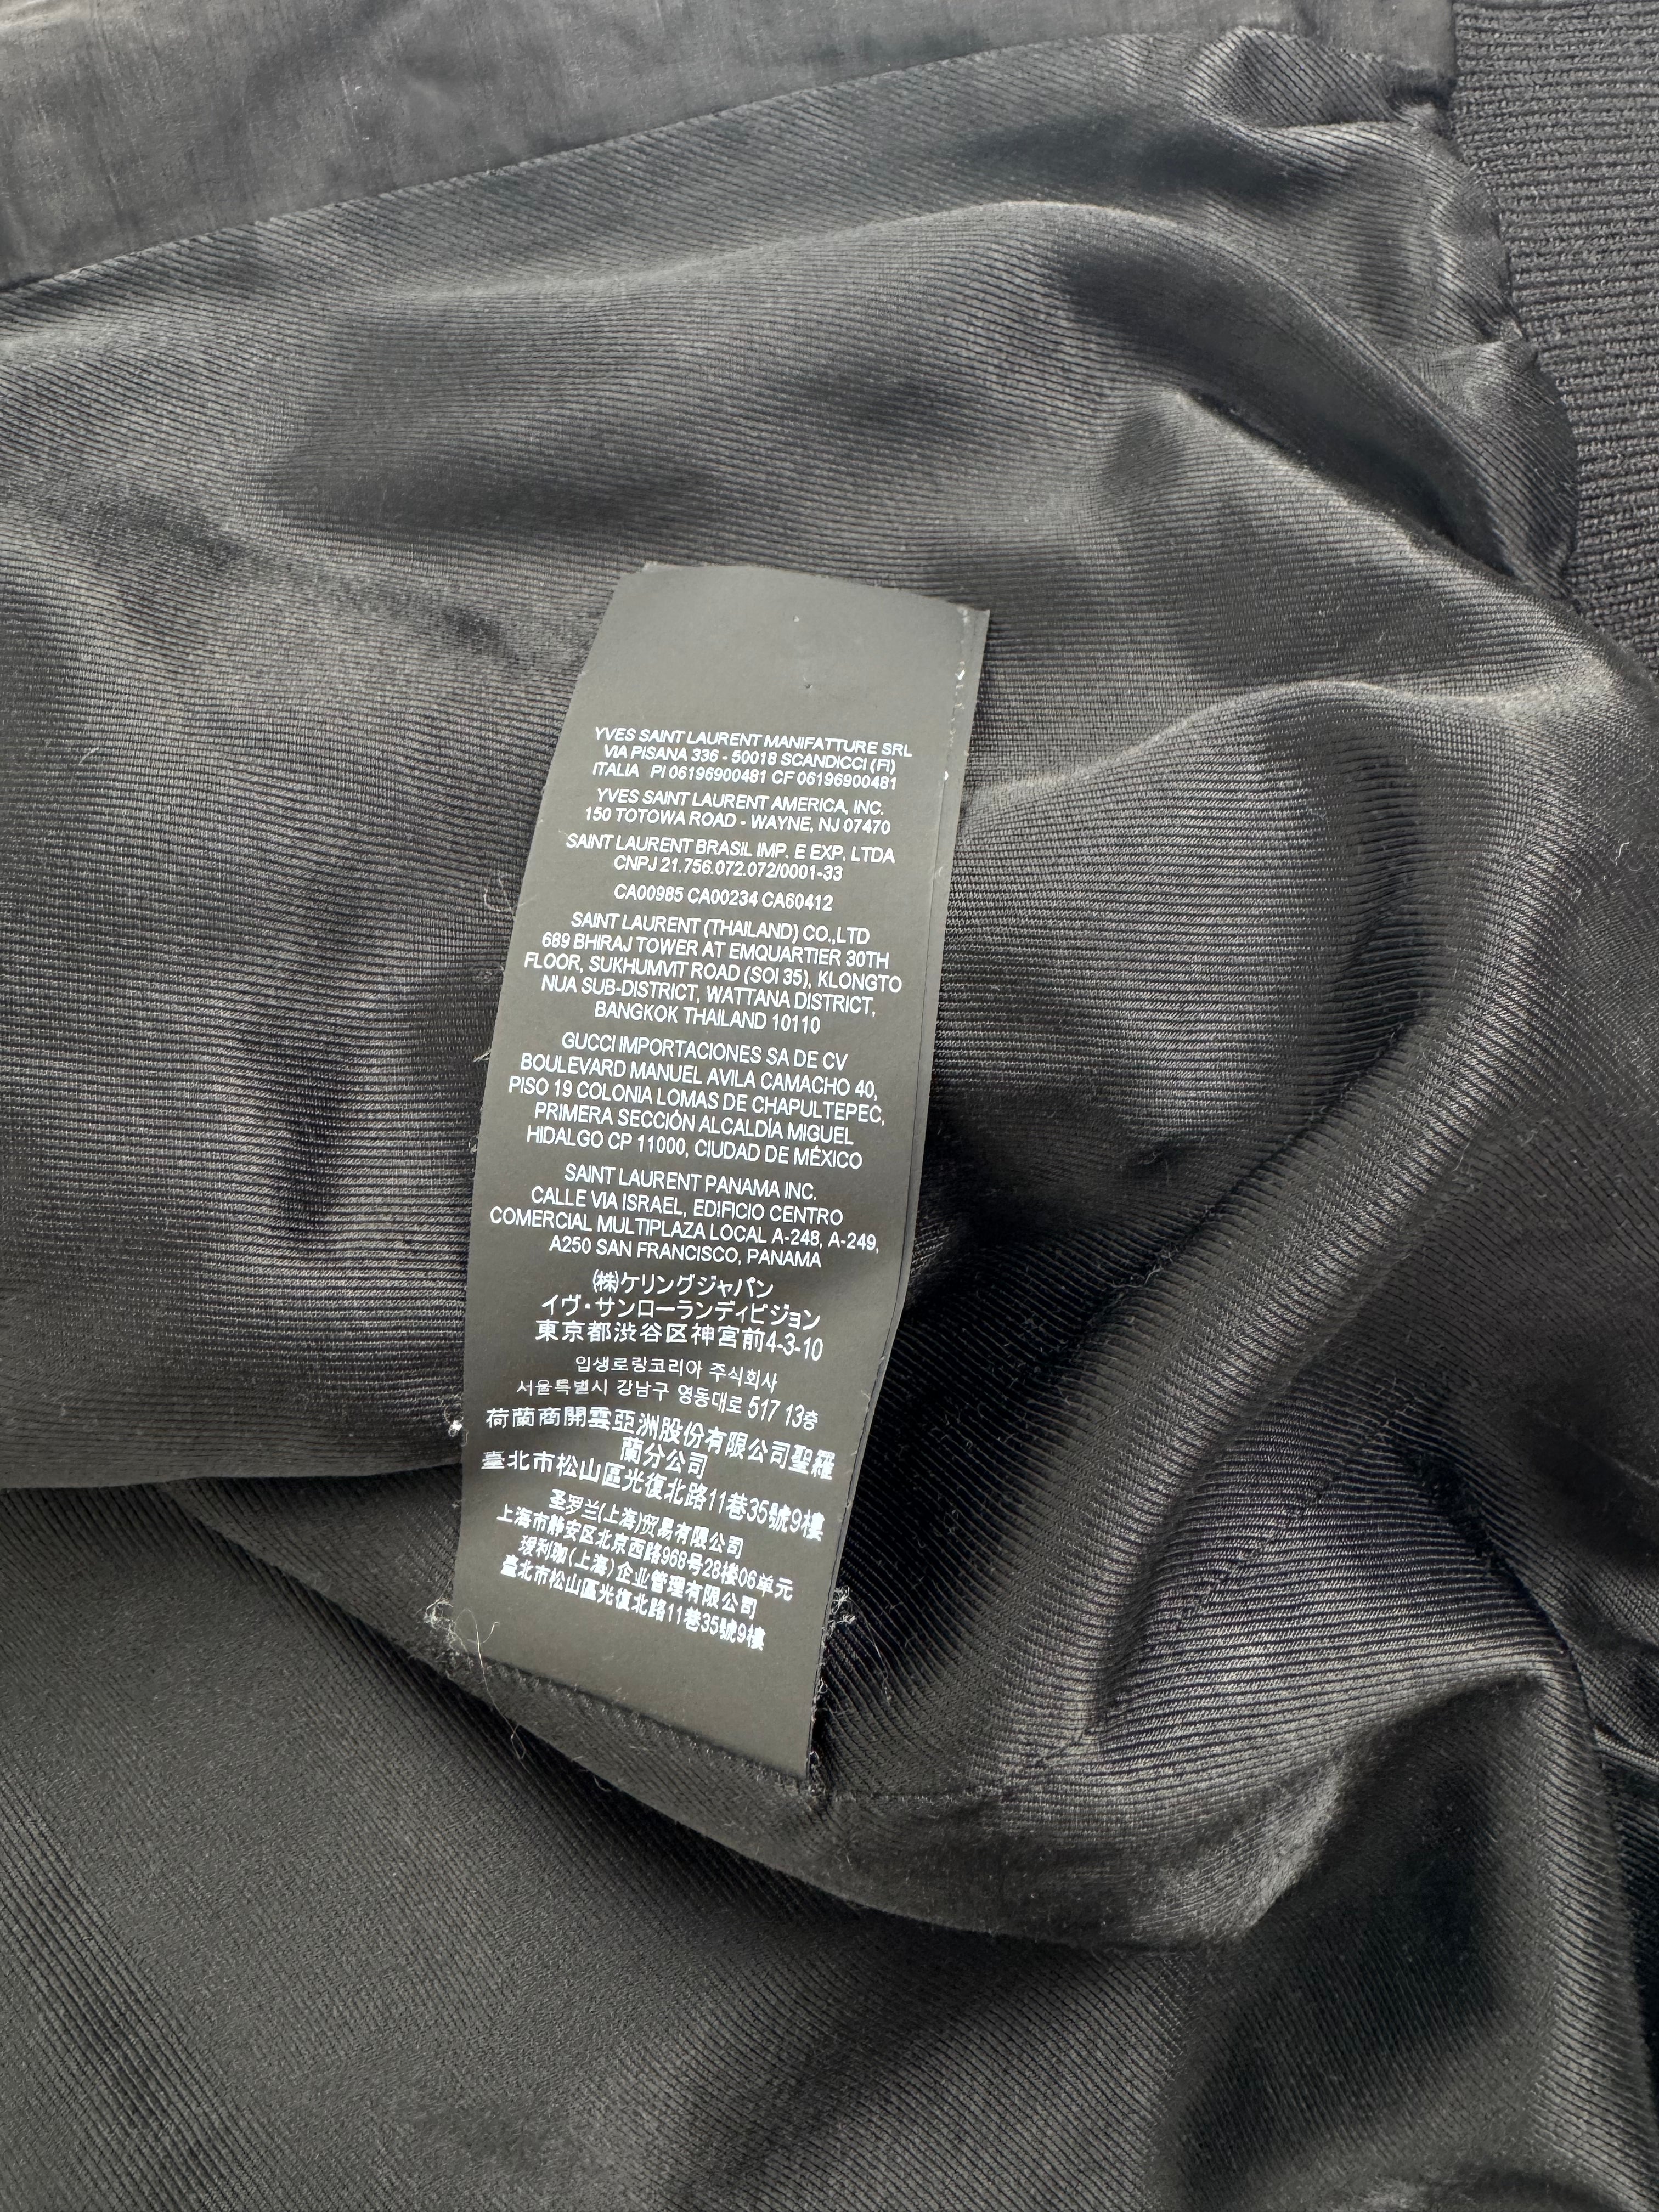 YVES SAINT LAURENT MANIFATTURE SRL
VIA PISANA 336 - 50018 SCANDICCI (FI)
ITALIA PI 06196900481 CF 06196900481
YVES SAINT LAURENT AMERICA, INC.
150 TOTOWA ROAD - WAYNE, NJ 07470
SAINT LAURENT BRASIL IMP. E EXP. LTDA
CNPJ 21.756.072.072/0001-33
CA00985 CA00234 CA60412
SAINT LAURENT (THAILAND) CO.,LTD
689 BHIRAJ TOWER AT EMQUARTIER 30TH
FLOOR, SUKHUMVIT ROAD (SOI 35), KLONGTO
NUA SUB-DISTRICT, WATTANA DISTRICT,
BANGKOK THAILAND 10110
GUCCI IMPORTACIONES SA DE CV
BOULEVARD MANUEL AVILA CAMACHO 40,
PISO 19 COLONIA LOMAS DE CHAPULTEPEC,
PRIMERA SECCIÓN ALCALDÍA MIGUEL
HIDALGO CP 11000, CIUDAD DE MÉXICO
SAINT LAURENT PANAMA INC.
CALLE VIA ISRAEL, EDIFICIO CENTRO
COMERCIAL MULTIPLAZA LOCAL A-248, A-249,
A250 SAN FRANCISCO, PANAMA
(株)ケリングジャパン
イヴ・サンローランディビジョン
東京都渋谷区神宮前4-3-10
입생로랑코리아 주식회사
서울특별시 강남구 영동대로 517 13층
荷蘭商開雲亞洲股份有限公司聖羅
蘭分公司
臺北市松山區光復北路11巷35號9樓
圣罗兰(上海)贸易有限公司
上海市静安区北京西路968号28楼06单元
(上海)企业管理有限公司
臺北市松山區光復北路11巷35號9樓